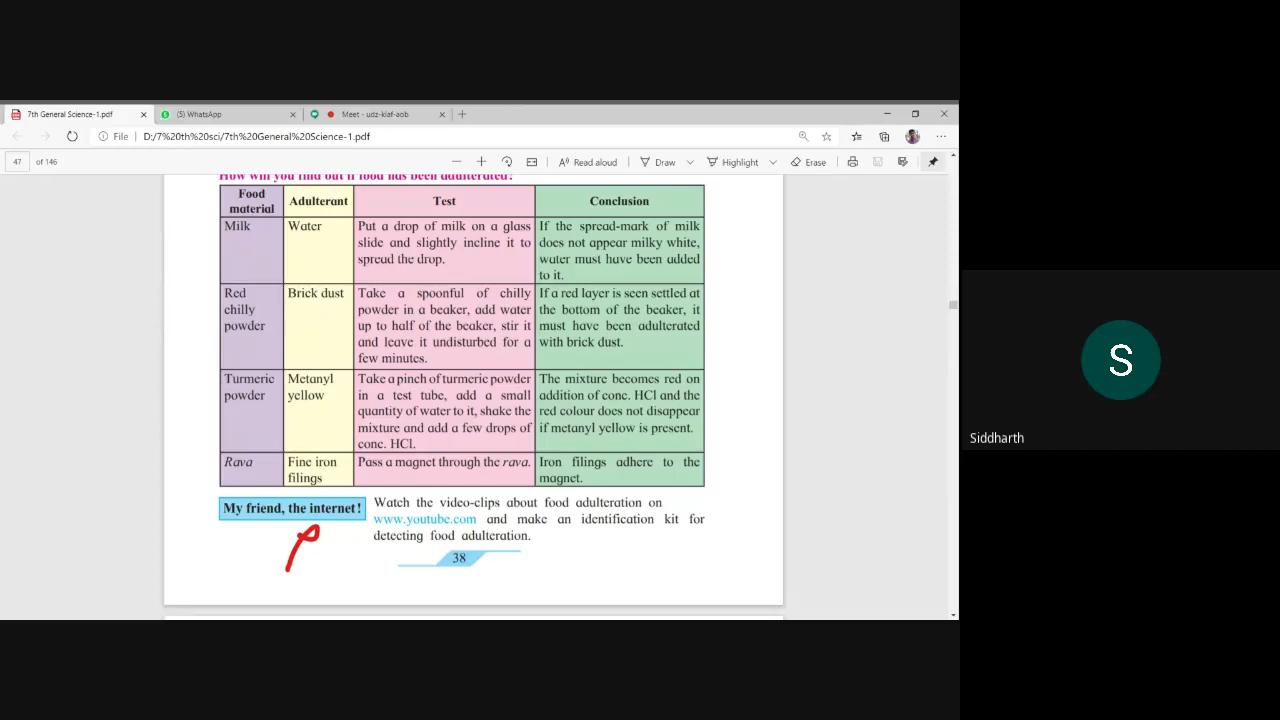 7th General Science-1.pdf
(5) WhatsApp
Meet - udz-kiaf-aob
File
D:/7%20th%20sci/7th%20General%20Science-1.pdf
47 of 146
Read aloud
Draw
Highlight
Erase
How will you find out if food has been adulterated?
Food material
Adulterant
Test
Conclusion
Milk
Water
Put a drop of milk on a glass
slide and slightly incline it to
spread the drop.
If the spread-mark of milk
does not appear milky white,
water must have been added
to it.
Red
chilly
powder
Brick dust
Take a spoonful of chilly
powder in a beaker, add water
up to half of the beaker, stir it
and leave it undisturbed for a
few minutes.
If a red layer is seen settled at
the bottom of the beaker, it
must have been adulterated
with brick dust.
Turmeric
powder
Metanyl
yellow
Take a pinch of turmeric powder
in a test tube, add a small
quantity of water to it, shake the
mixture and add a few drops of
conc. HCl.
The mixture becomes red on
addition of conc. HCl and the
red colour does not disappear
if metanyl yellow is present.
Rava
Fine iron
filings
Pass a magnet through the rava.
Iron filings adhere to the
magnet.
My friend, the internet!
Watch the video-clips about food adulteration on
www.youtube.com and make an identification kit for
detecting food adulteration.
38
S
Siddharth